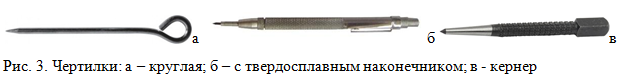 а б в
Рис. 3. Чертилки: а – круглая; б – с твердосплавным наконечником; в - кернер